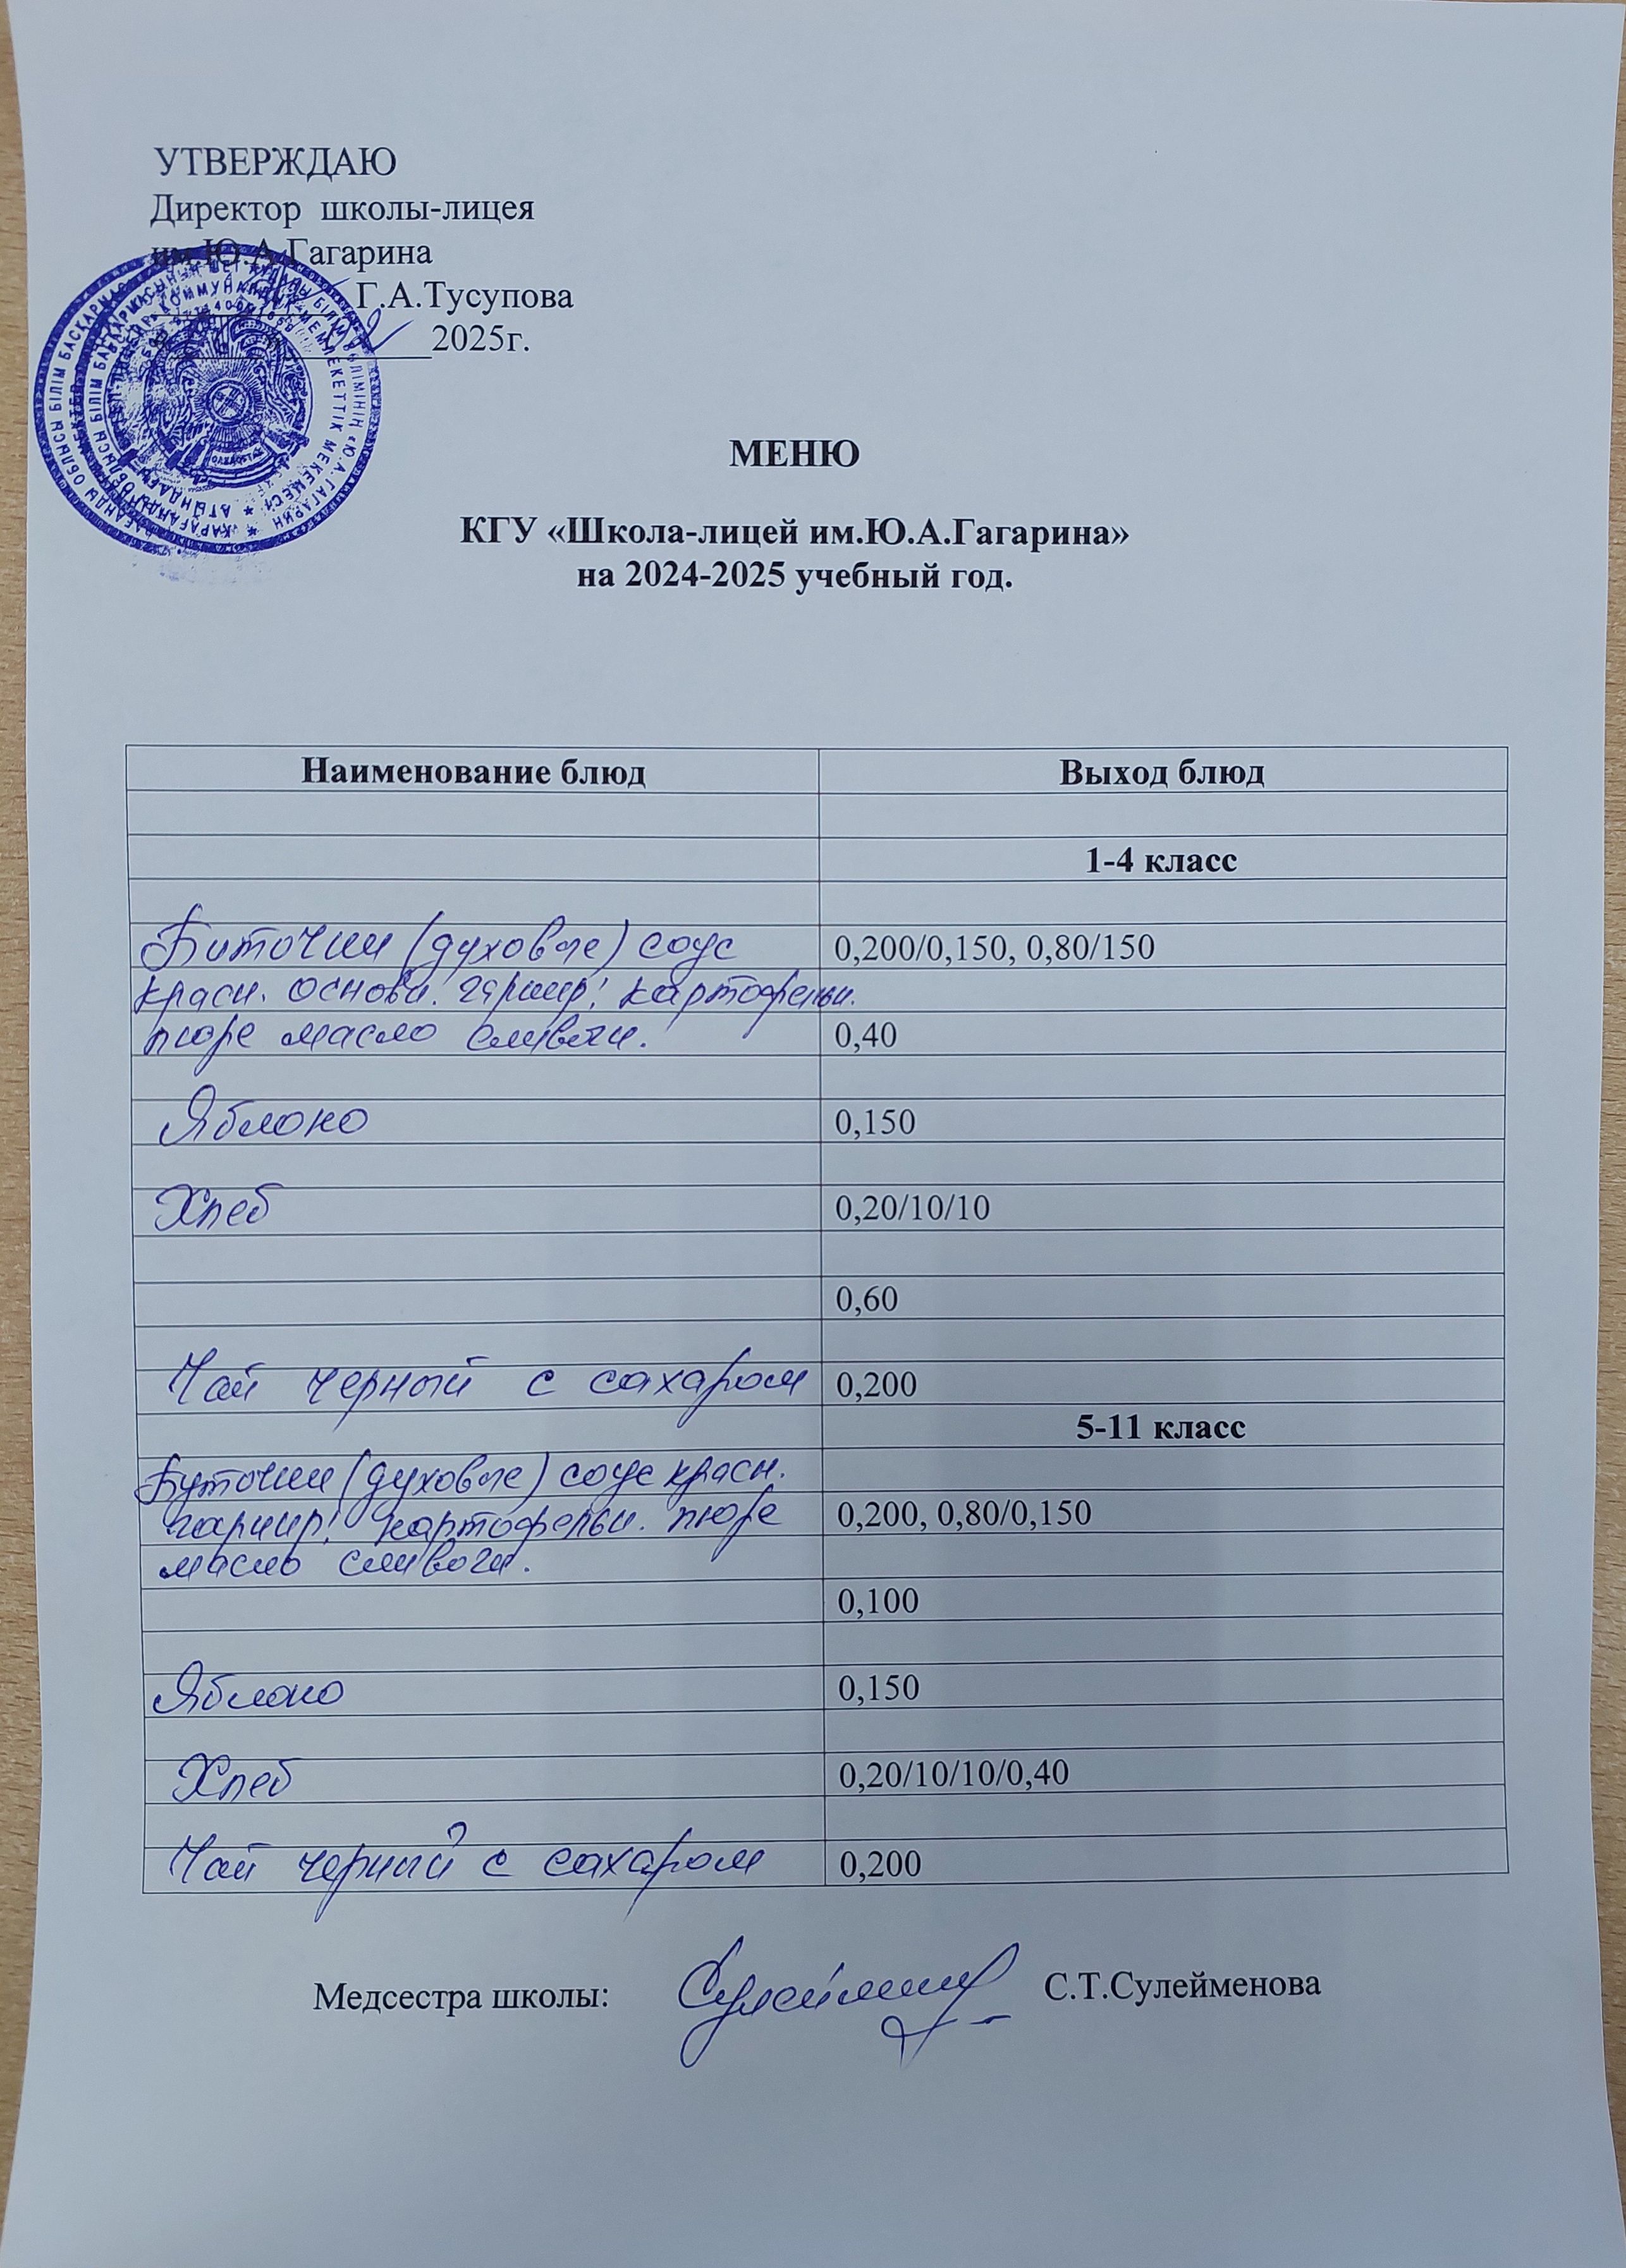 УТВЕРЖДАЮ
Директор школы-лицея
им.Ю.А.Гагарина
Г.А.Тусупова
02 2025г.
МЕНЮ
КГУ «Школа-лицей им.Ю.А.Гагарина»
на 2024-2025 учебный год.
Наименование блюд Выход блюд
1-4 класс
Биточки (духовые) соус 0,200/0,150, 0,80/150
красн. основн. гарнир: картофельн.
пюре масло сливочн. 0,40
Яблоко 0,150
Хлеб 0,20/10/10
0,60
Чай черный с сахаром 0,200
5-11 класс
Буточки (духовые) соус красн.
гарнир: картофельн. пюре 0,200, 0,80/0,150
масло сливочн.
0,100
Яблоко 0,150
Хлеб 0,20/10/10/0,40
Чай черный с сахаром 0,200
Медсестра школы: С.Т.Сулейменова